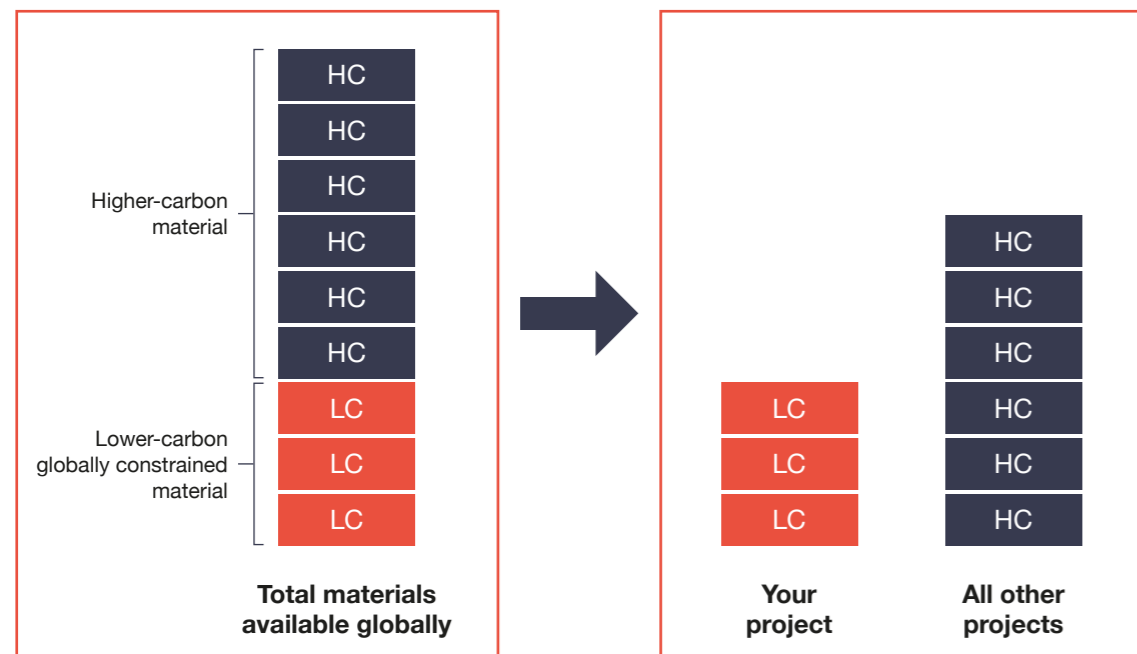 HC
HC
HC
HC
HC
HC
LC
LC
LC
Higher-carbon
material
Lower-carbon
globally constrained
material
Total materials
available globally
LC
LC
LC
Your
project
HC
HC
HC
HC
HC
HC
All other
projects